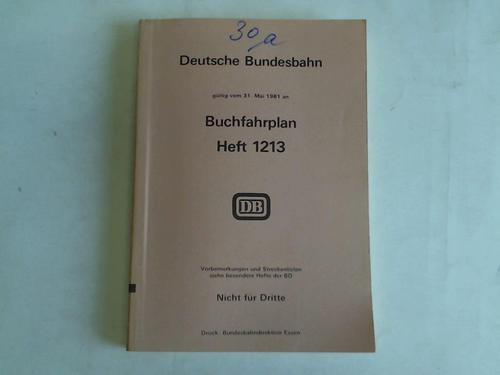 30a
Deutsche Bundesbahn
gültig vom 31. Mai 1981 an
Buchfahrplan
Heft 1213
DB
Vorbemerkungen und Streckenlisten
siehe besondere Hefte der BD
Nicht für Dritte
Druck: Bundesbahndirektion Essen